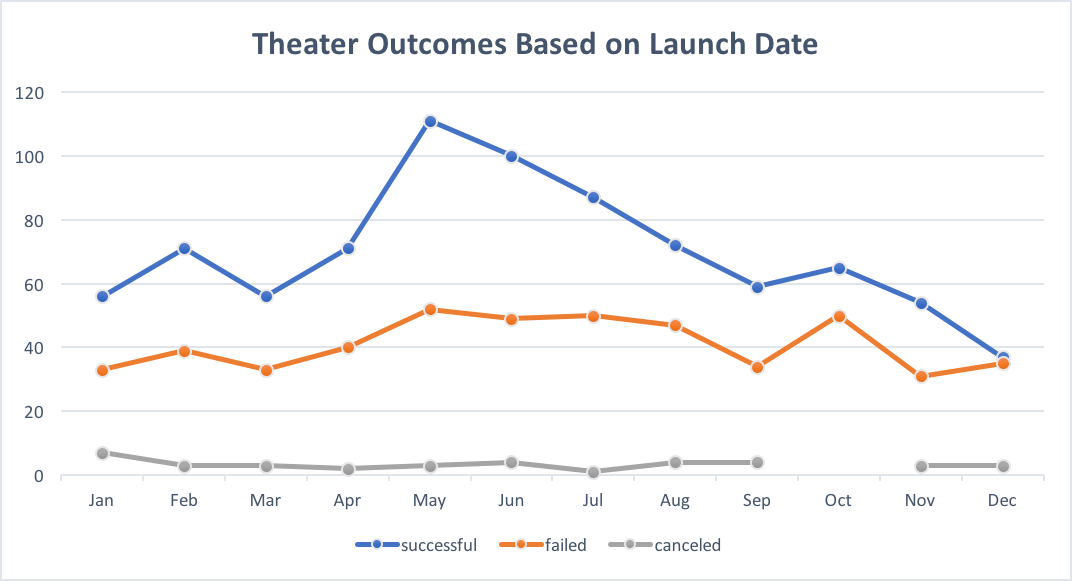 Theater Outcomes Based on Launch Date
120
100
80
60
40
20
0
Jan Feb Mar Apr May Jun Jul Aug Sep Oct Nov Dec
successful failed canceled